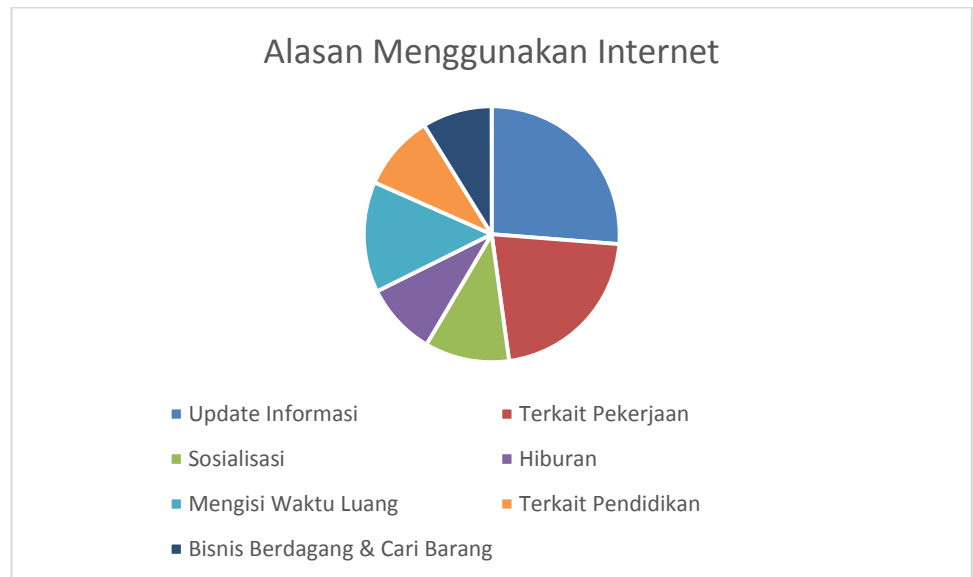 Alasan Menggunakan Internet
Update Informasi
Terkait Pekerjaan
Sosialisasi
Hiburan
Mengisi Waktu Luang
Terkait Pendidikan
Bisnis Berdagang & Cari Barang